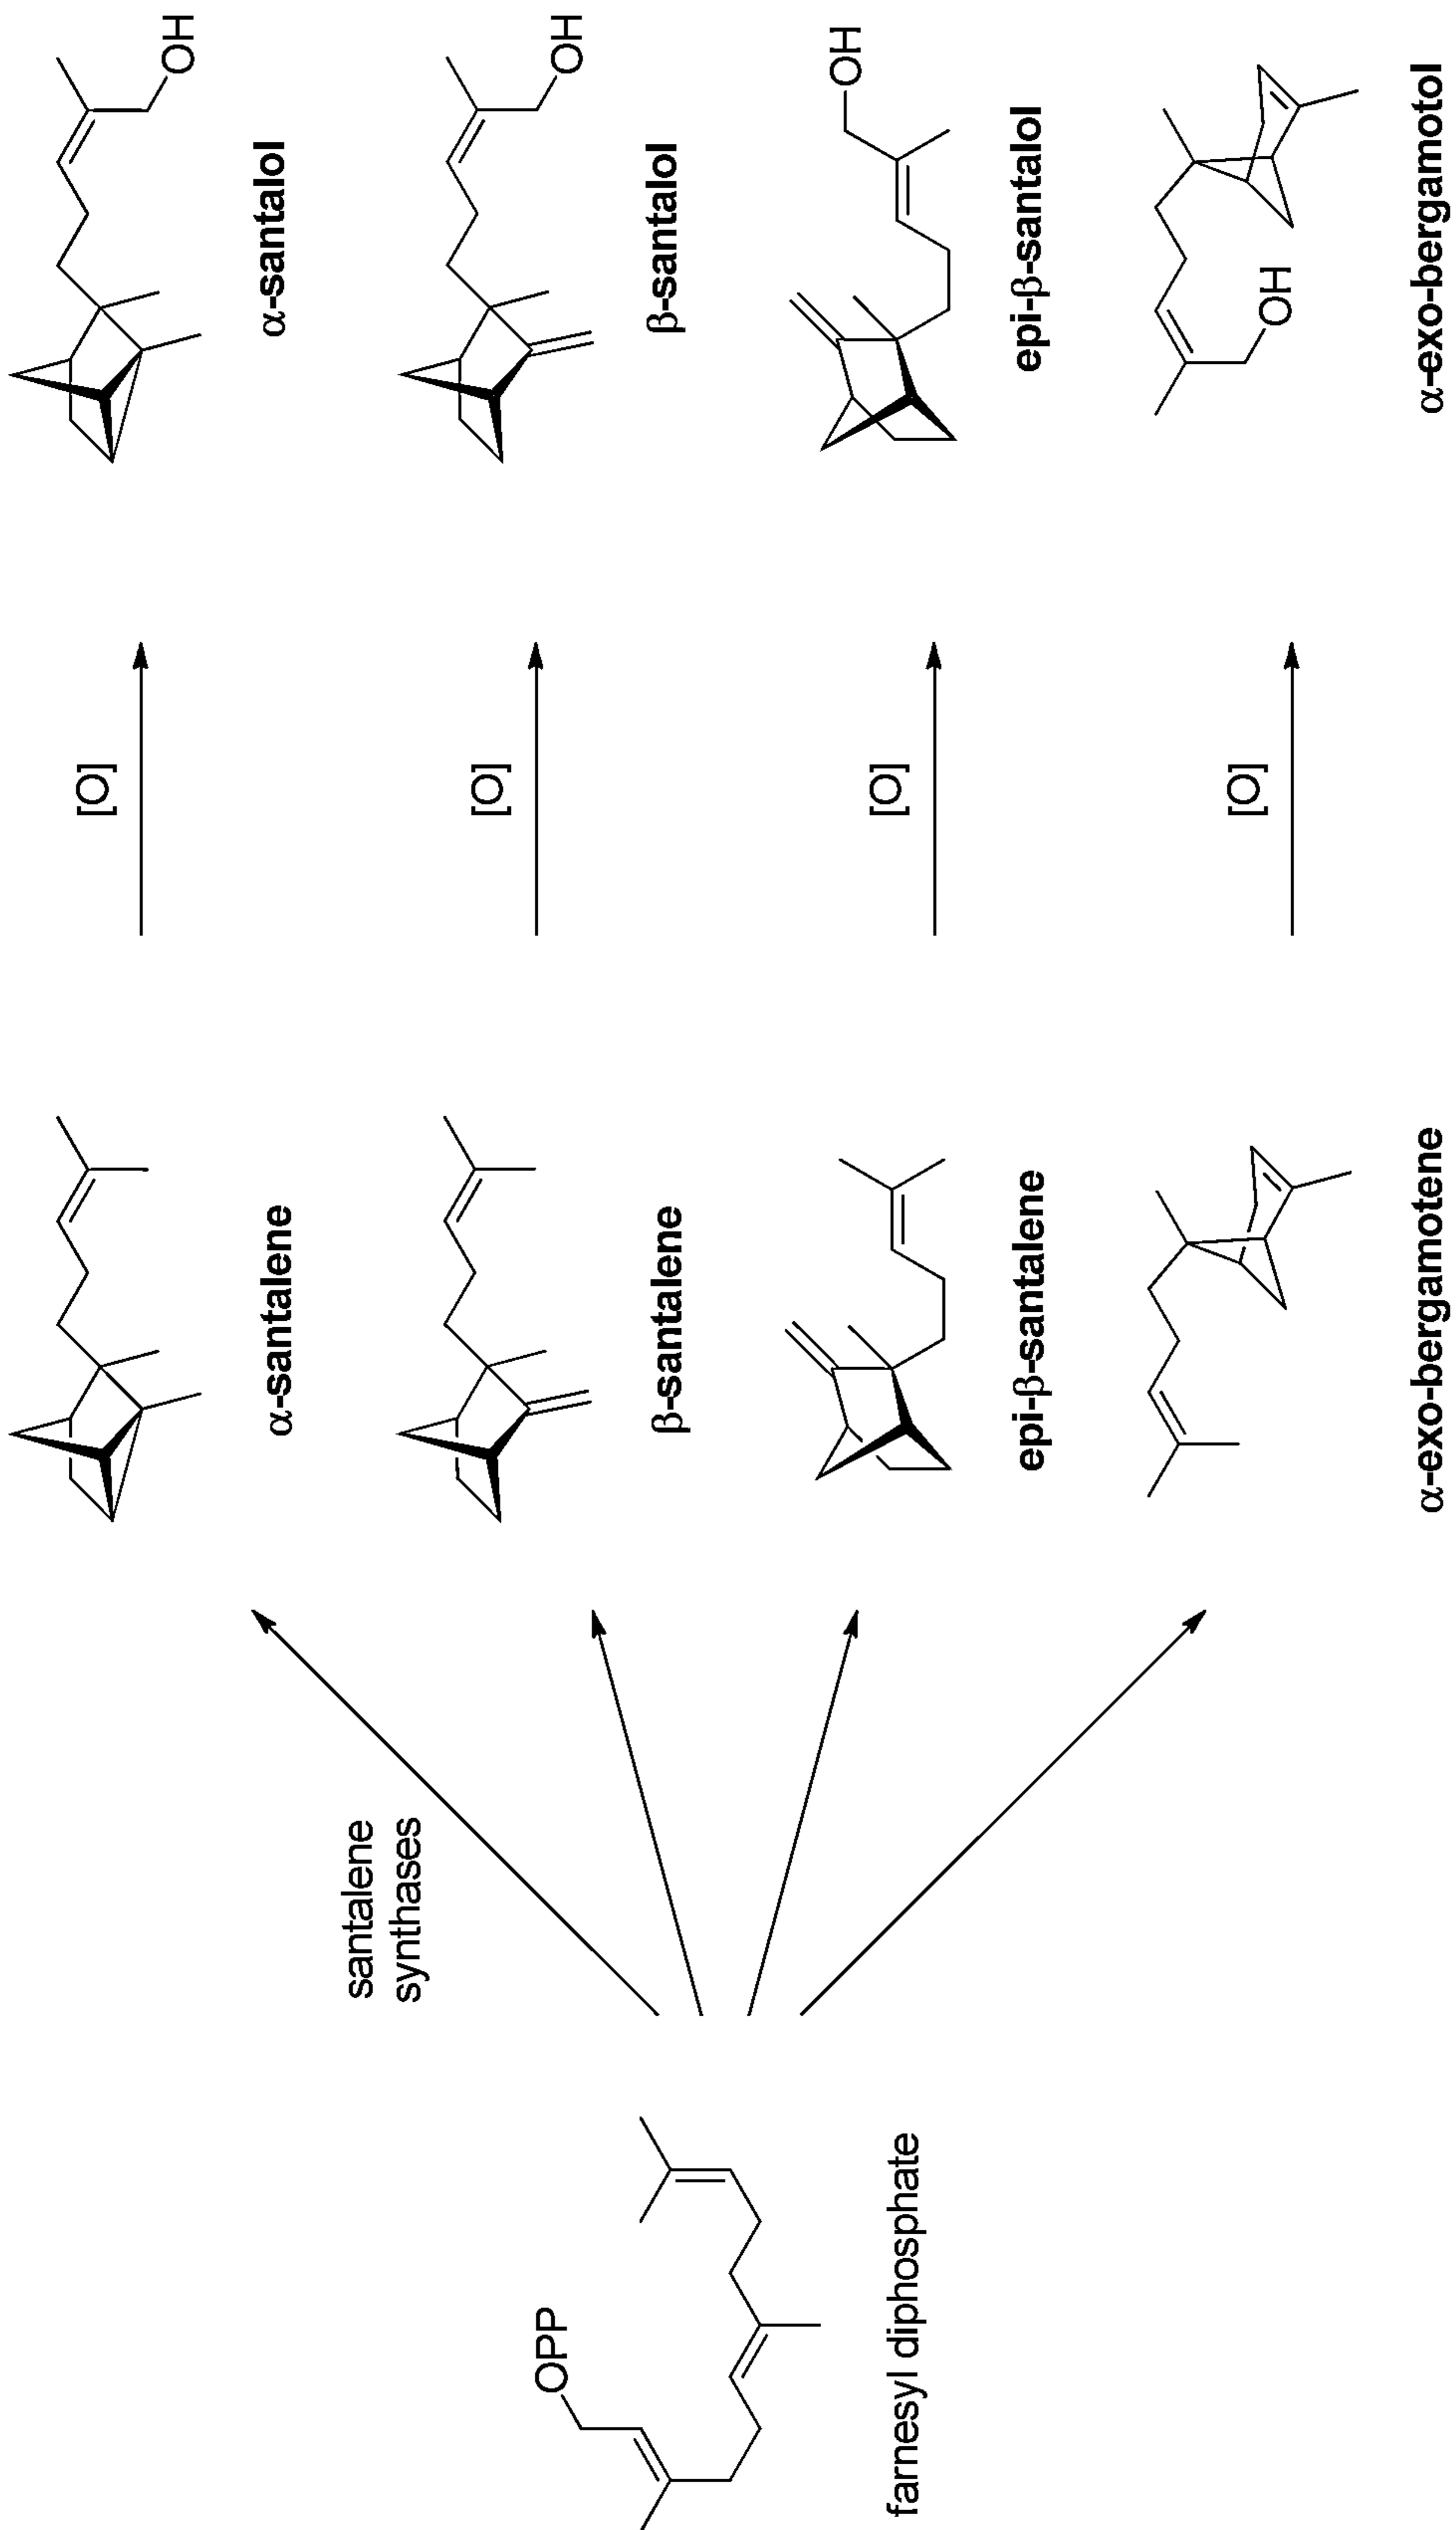 OPP
farnesyl diphosphate
santalene
synthases
α-santalene
[O]
OH
α-santalol
β-santalene
[O]
OH
β-santalol
epi-β-santalene
[O]
OH
epi-β-santalol
α-exo-bergamotene
[O]
OH
α-exo-bergamotol